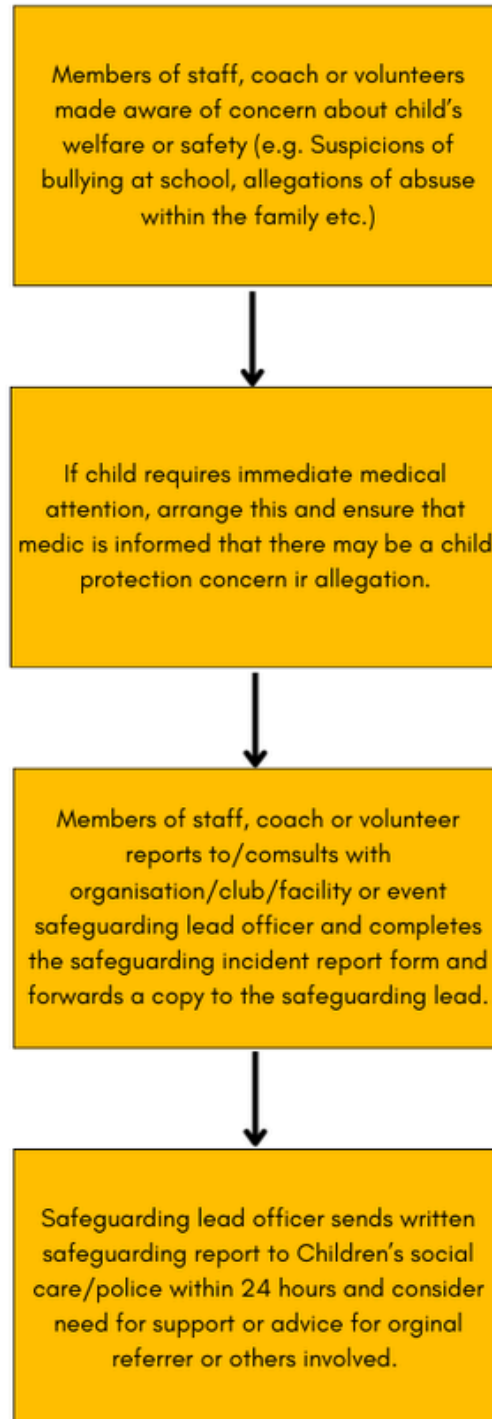 Members of staff, coach or volunteers
made aware of concern about child's
welfare or safety (e.g. Suspicions of
bullying at school, allegations of absuse
within the family etc.)
If child requires immediate medical
attention, arrange this and ensure that
medic is informed that there may be a child
protection concern ir allegation.
Members of staff, coach or volunteer
reports to/comsults with
organisation/club/facility or event
safeguarding lead officer and completes
the safeguarding incident report form and
forwards a copy to the safeguarding lead.
Safeguarding lead officer sends written
safeguarding report to Children's social
care/police within 24 hours and consider
need for support or advice for orginal
referrer or others involved.